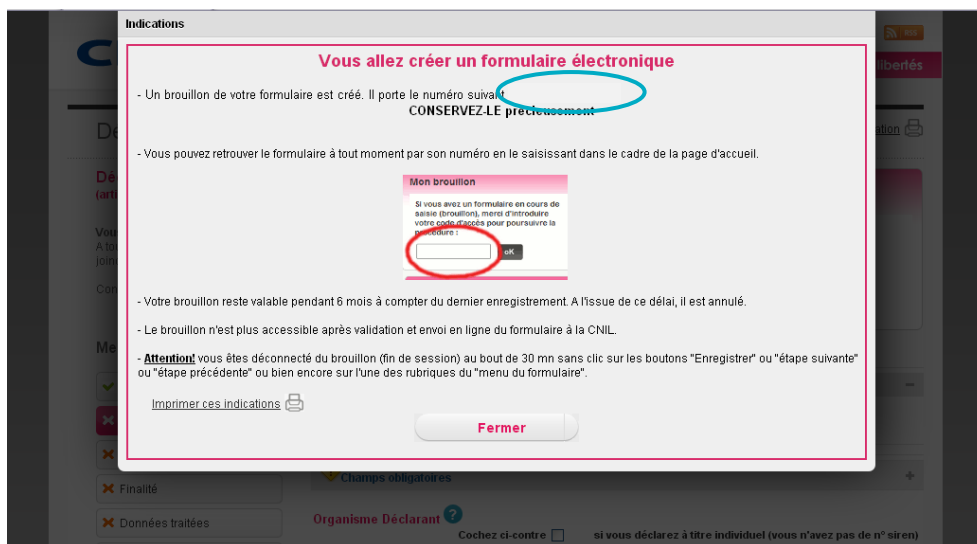 Indications
RSS
libertés
Vous allez créer un formulaire électronique
- Un brouillon de votre formulaire est créé. Il porte le numéro suivant
CONSERVEZ-LE précieusement
- Vous pouvez retrouver le formulaire à tout moment par son numéro en le saisissant dans le cadre de la page d'accueil.
Mon brouillon
Si vous avez un formulaire en cours de
saisie (brouillon), merci d'introduire
votre code d'accès pour poursuivre la
procédure :
oK
- Votre brouillon reste valable pendant 6 mois à compter du dernier enregistrement. A l'issue de ce délai, il est annulé.
- Le brouillon n'est plus accessible après validation et envoi en ligne du formulaire à la CNIL.
- Attention! vous êtes déconnecté du brouillon (fin de session) au bout de 30 mn sans clic sur les boutons "Enregistrer" ou "étape suivante"
ou "étape précédente" ou bien encore sur l'une des rubriques du "menu du formulaire".
Imprimer ces indications
Fermer
Champs obligatoires
Finalité
Organisme Déclarant
Données traitées
Cochez ci-contre si vous déclarez à titre individuel (vous n'avez pas de n° siren)